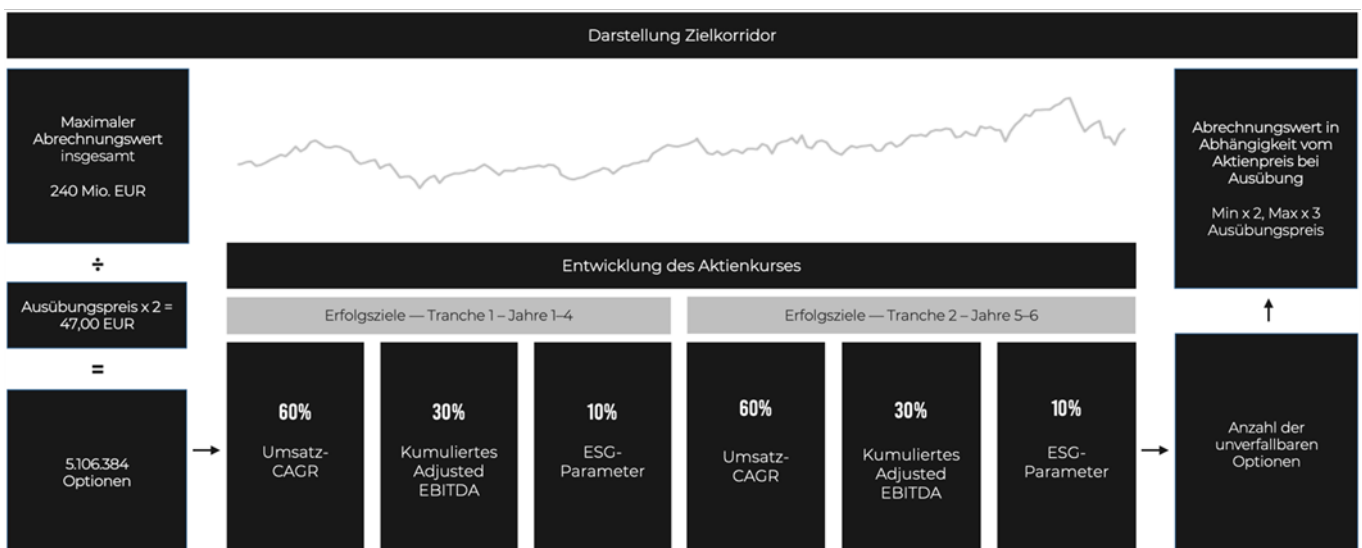 Darstellung Zielkorridor
Maximaler
Abrechnungswert
insgesamt
240 Mio. EUR
÷
Ausübungspreis x 2 =
47,00 EUR
=
5.106.384
Optionen
Entwicklung des Aktienkurses
Erfolgsziele — Tranche 1 – Jahre 1–4
60%
Umsatz-
CAGR
30%
Kumuliertes
Adjusted
EBITDA
10%
ESG-
Parameter
Erfolgsziele — Tranche 2 – Jahre 5–6
60%
Umsatz-
CAGR
30%
Kumuliertes
Adjusted
EBITDA
10%
ESG-
Parameter
Abrechnungswert in
Abhängigkeit vom
Aktienpreis bei
Ausübung
Min x 2, Max x 3
Ausübungspreis
Anzahl der
unverfallbaren
Optionen